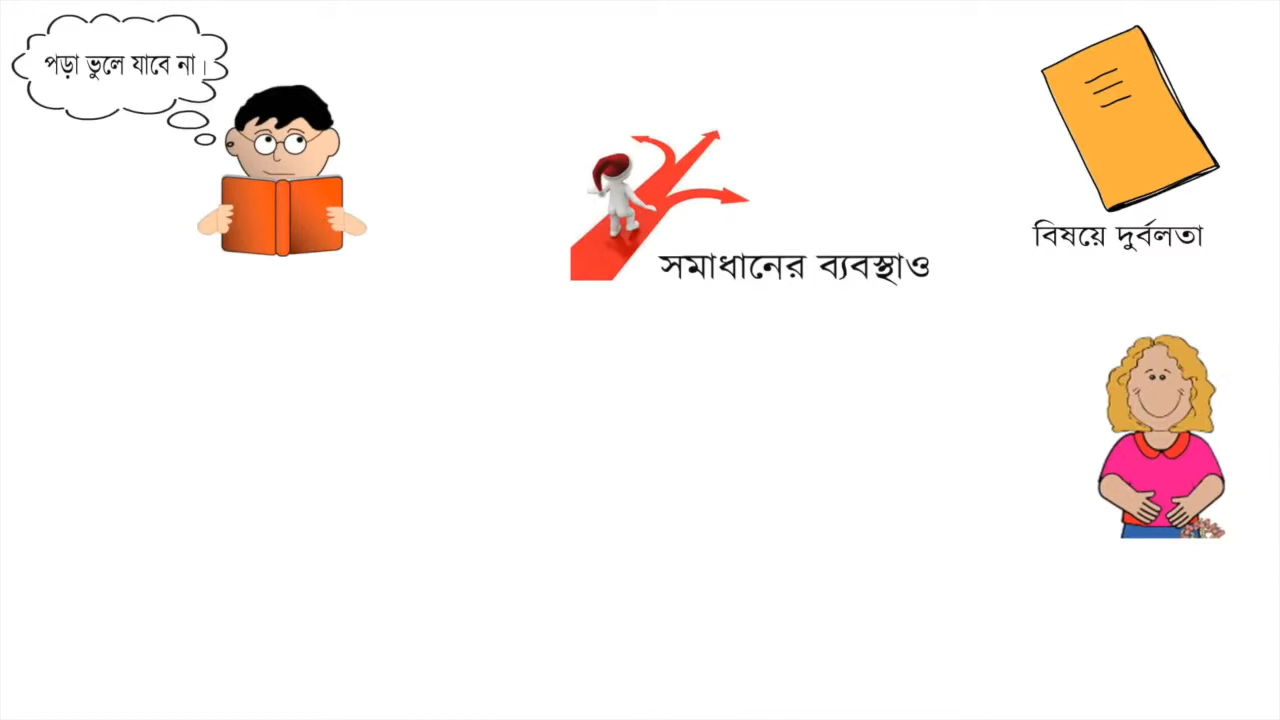 পড়া ভুলে যাবে না।
সমাধানের ব্যবস্থাও
বিষয়ে দুর্বলতা